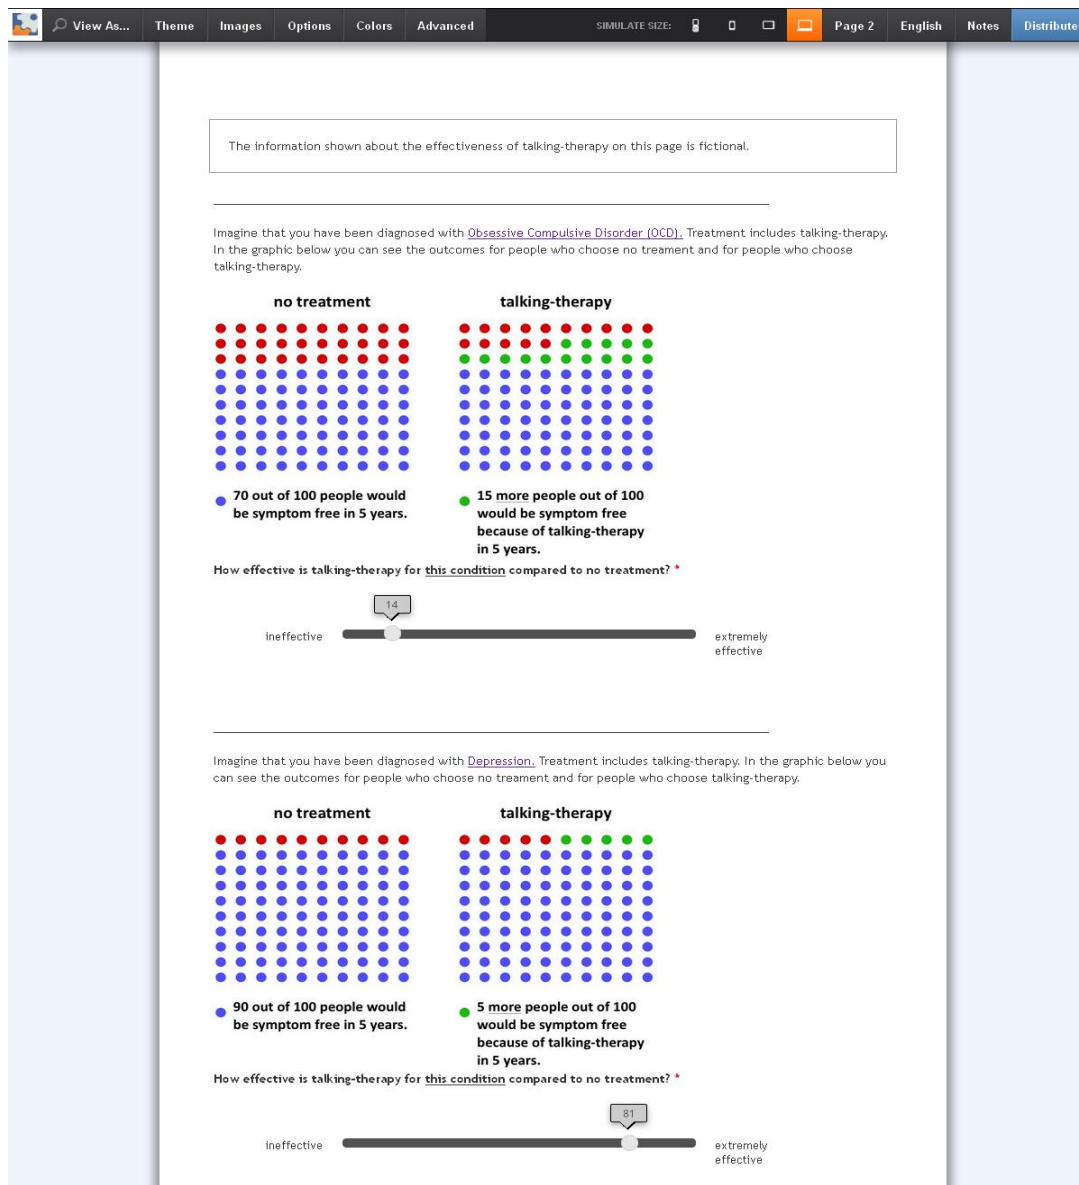 View As...
Theme
Images
Options
Colors
Advanced
SIMULATE SIZE:
Page 2
English
Notes
Distribute
The information shown about the effectiveness of talking-therapy on this page is fictional.
Imagine that you have been diagnosed with Obsessive Compulsive Disorder (OCD). Treatment includes talking-therapy.
In the graphic below you can see the outcomes for people who choose no treament and for people who choose
talking-therapy.
no treatment
talking-therapy
70 out of 100 people would
be symptom free in 5 years.
15 more people out of 100
would be symptom free
because of talking-therapy
in 5 years.
How effective is talking-therapy for this condition compared to no treatment? *
14
ineffective
extremely
effective
Imagine that you have been diagnosed with Depression. Treatment includes talking-therapy. In the graphic below you
can see the outcomes for people who choose no treament and for people who choose talking-therapy.
no treatment
talking-therapy
90 out of 100 people would
be symptom free in 5 years.
5 more people out of 100
would be symptom free
because of talking-therapy
in 5 years.
How effective is talking-therapy for this condition compared to no treatment? *
81
ineffective
extremely
effective